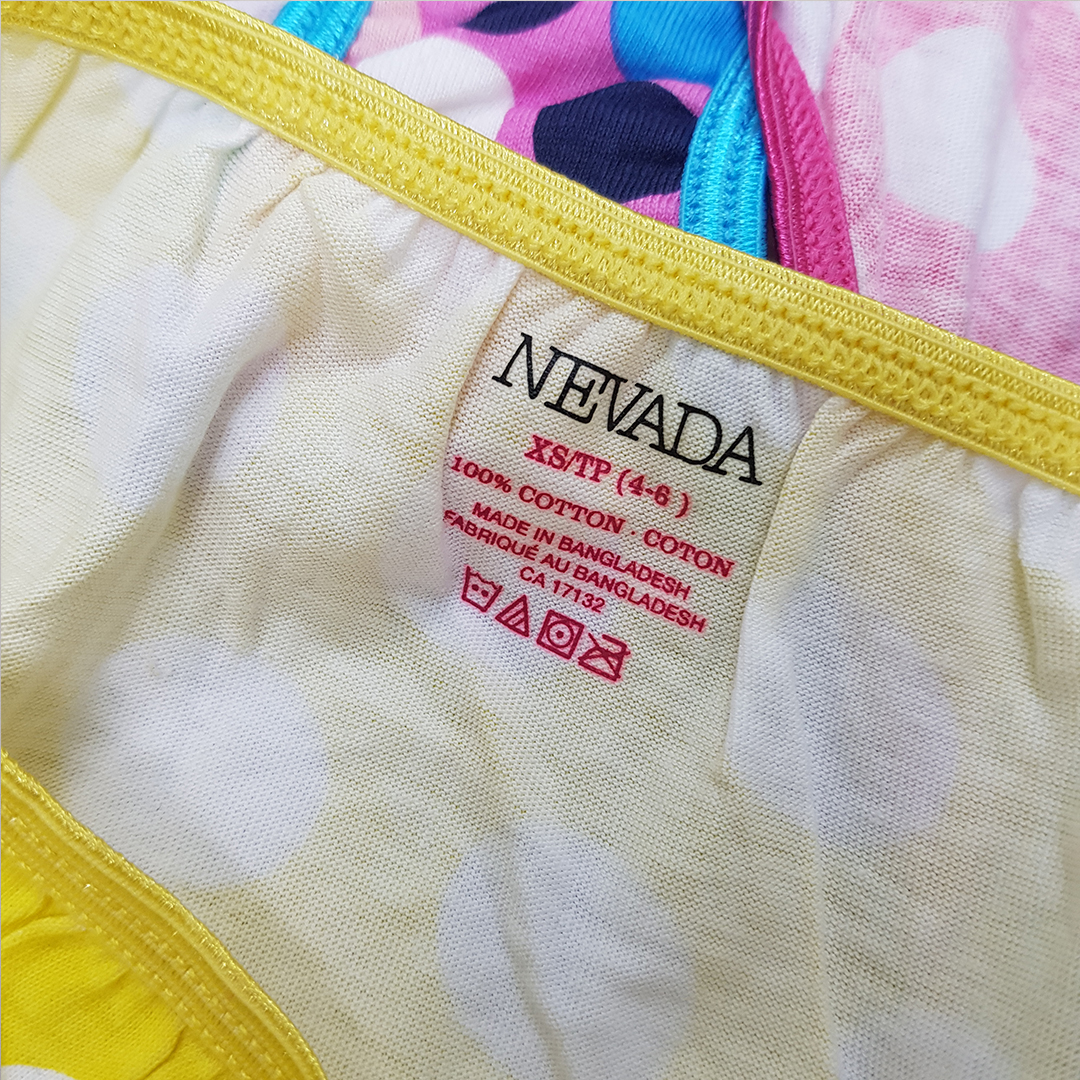 NEVADA
XS/TP (4-6 )
100% COTTON · COTON
MADE IN BANGLADESH
FABRIQUÉ AU BANGLADESH
CA 17132